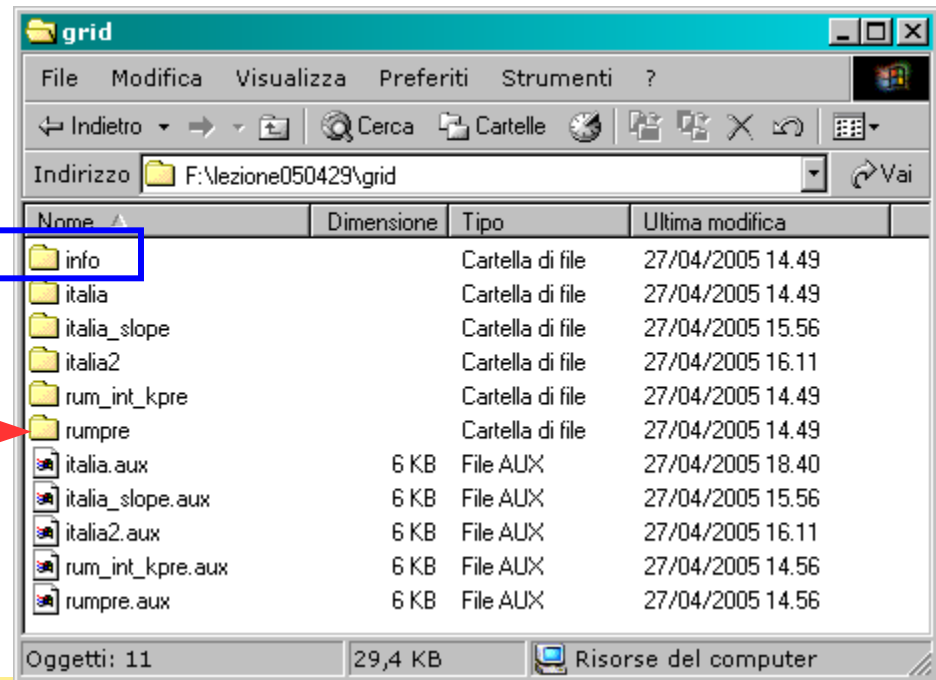 grid
File Modifica Visualizza Preferiti Strumenti ?
Indietro Cerca Cartelle
Indirizzo F:\lezione050429\grid Vai
Nome Dimensione Tipo Ultima modifica
info Cartella di file 27/04/2005 14.49
italia Cartella di file 27/04/2005 14.49
italia_slope Cartella di file 27/04/2005 15.56
italia2 Cartella di file 27/04/2005 16.11
rum_int_kpre Cartella di file 27/04/2005 14.49
rumpre Cartella di file 27/04/2005 14.49
italia.aux 6 KB File AUX 27/04/2005 18.40
italia_slope.aux 6 KB File AUX 27/04/2005 15.56
italia2.aux 6 KB File AUX 27/04/2005 16.11
rum_int_kpre.aux 6 KB File AUX 27/04/2005 14.56
rumpre.aux 6 KB File AUX 27/04/2005 14.56
Oggetti: 11 29,4 KB Risorse del computer